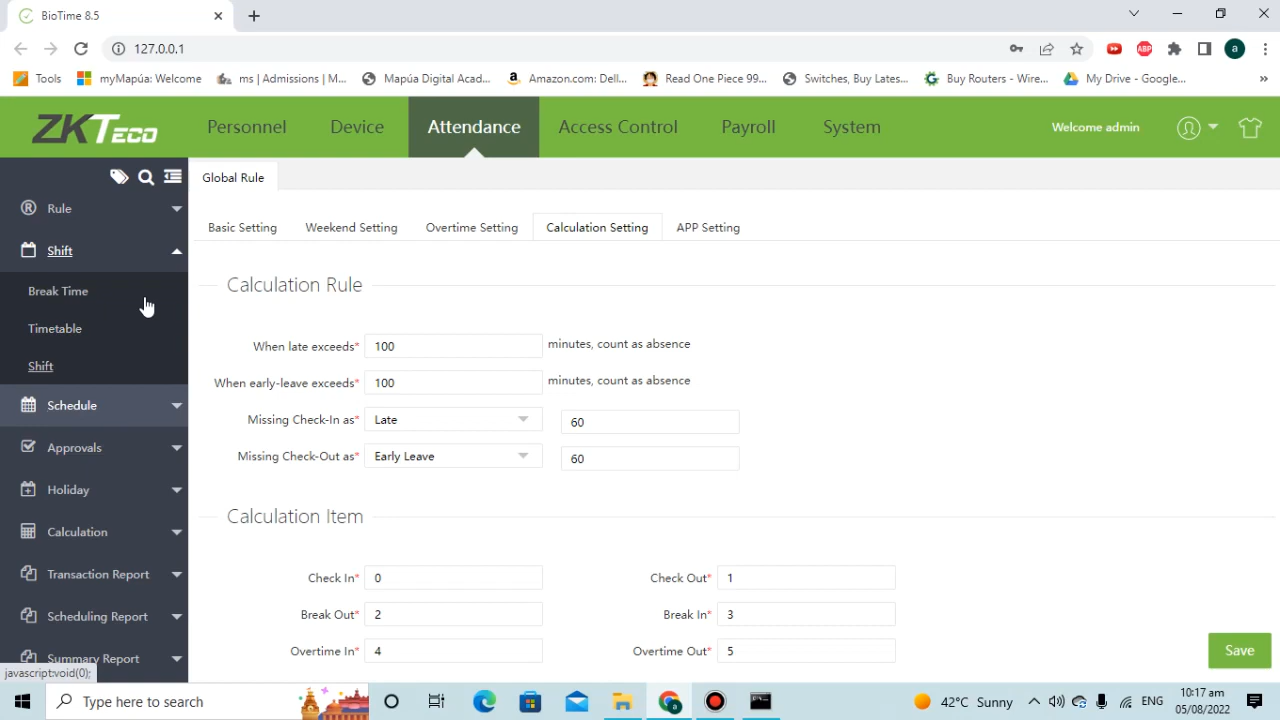 BioTime 8.5
127.0.0.1
ABP
a
Tools
myMapúa: Welcome
ms | Admissions | M...
Mapúa Digital Acad...
Amazon.com: Dell...
Read One Piece 99...
Switches, Buy Lates...
Buy Routers - Wire...
My Drive - Google...
»
ZKTeco
Personnel
Device
Attendance
Access Control
Payroll
System
Welcome admin
Global Rule
Rule
Shift
Break Time
Timetable
Shift
Schedule
Approvals
Holiday
Calculation
Transaction Report
Scheduling Report
Summary Report
javascript:void(0);
Basic Setting
Weekend Setting
Overtime Setting
Calculation Setting
APP Setting
Calculation Rule
When late exceeds* 100 minutes, count as absence
When early-leave exceeds* 100 minutes, count as absence
Missing Check-In as* Late 60
Missing Check-Out as* Early Leave 60
Calculation Item
Check In* 0 Check Out* 1
Break Out* 2 Break In* 3
Overtime In* 4 Overtime Out* 5
Save
Type here to search
42°C Sunny
ENG
10:17 am
05/08/2022